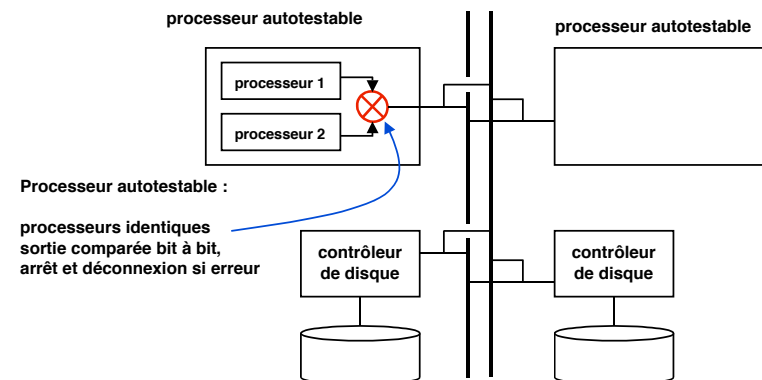 processeur autotestable
processeur autotestable
processeur 1
processeur 2
Processeur autotestable :
processeurs identiques
sortie comparée bit à bit,
arrêt et déconnexion si erreur
contrôleur
de disque
contrôleur
de disque